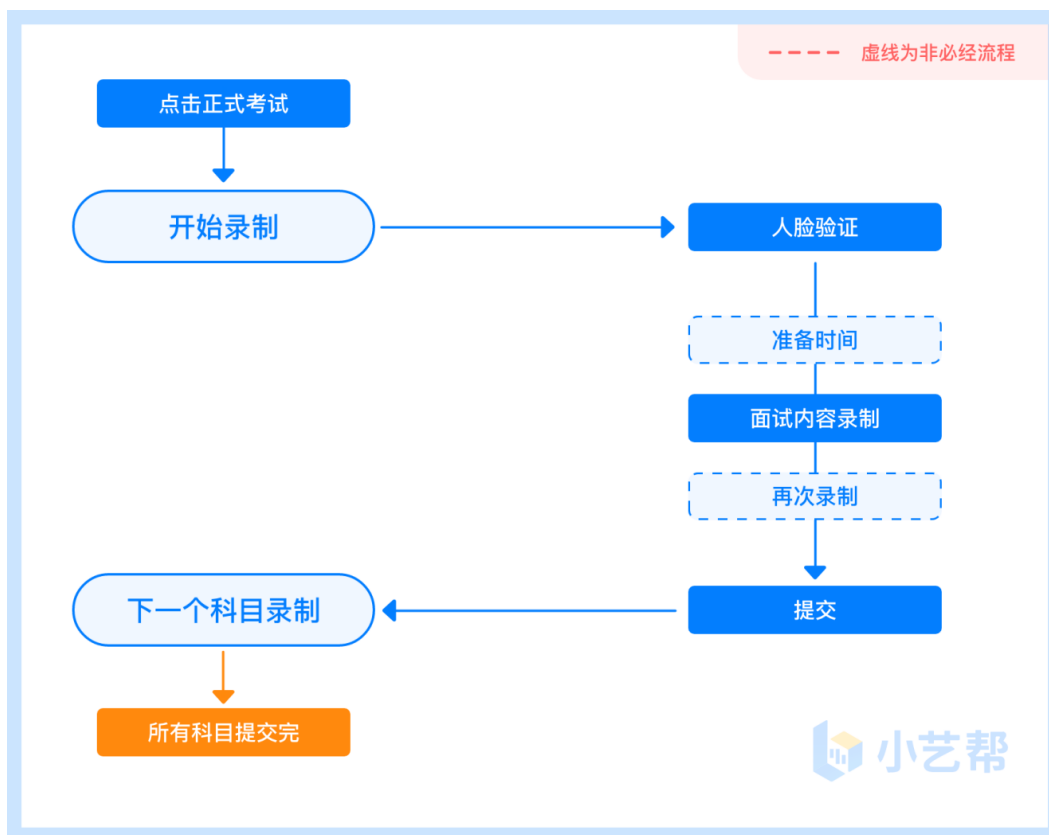 虚线为非必经流程
点击正式考试
开始录制
人脸验证
准备时间
面试内容录制
再次录制
下一个科目录制
提交
所有科目提交完
小艺帮